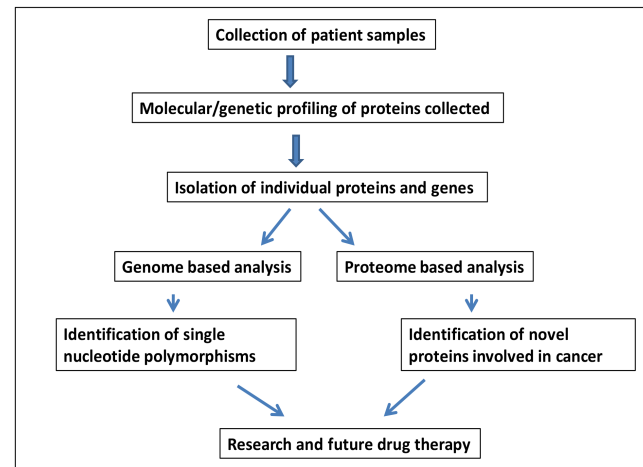 Collection of patient samples
Molecular/genetic profiling of proteins collected
Isolation of individual proteins and genes
Genome based analysis
Proteome based analysis
Identification of single
nucleotide polymorphisms
Identification of novel
proteins involved in cancer
Research and future drug therapy